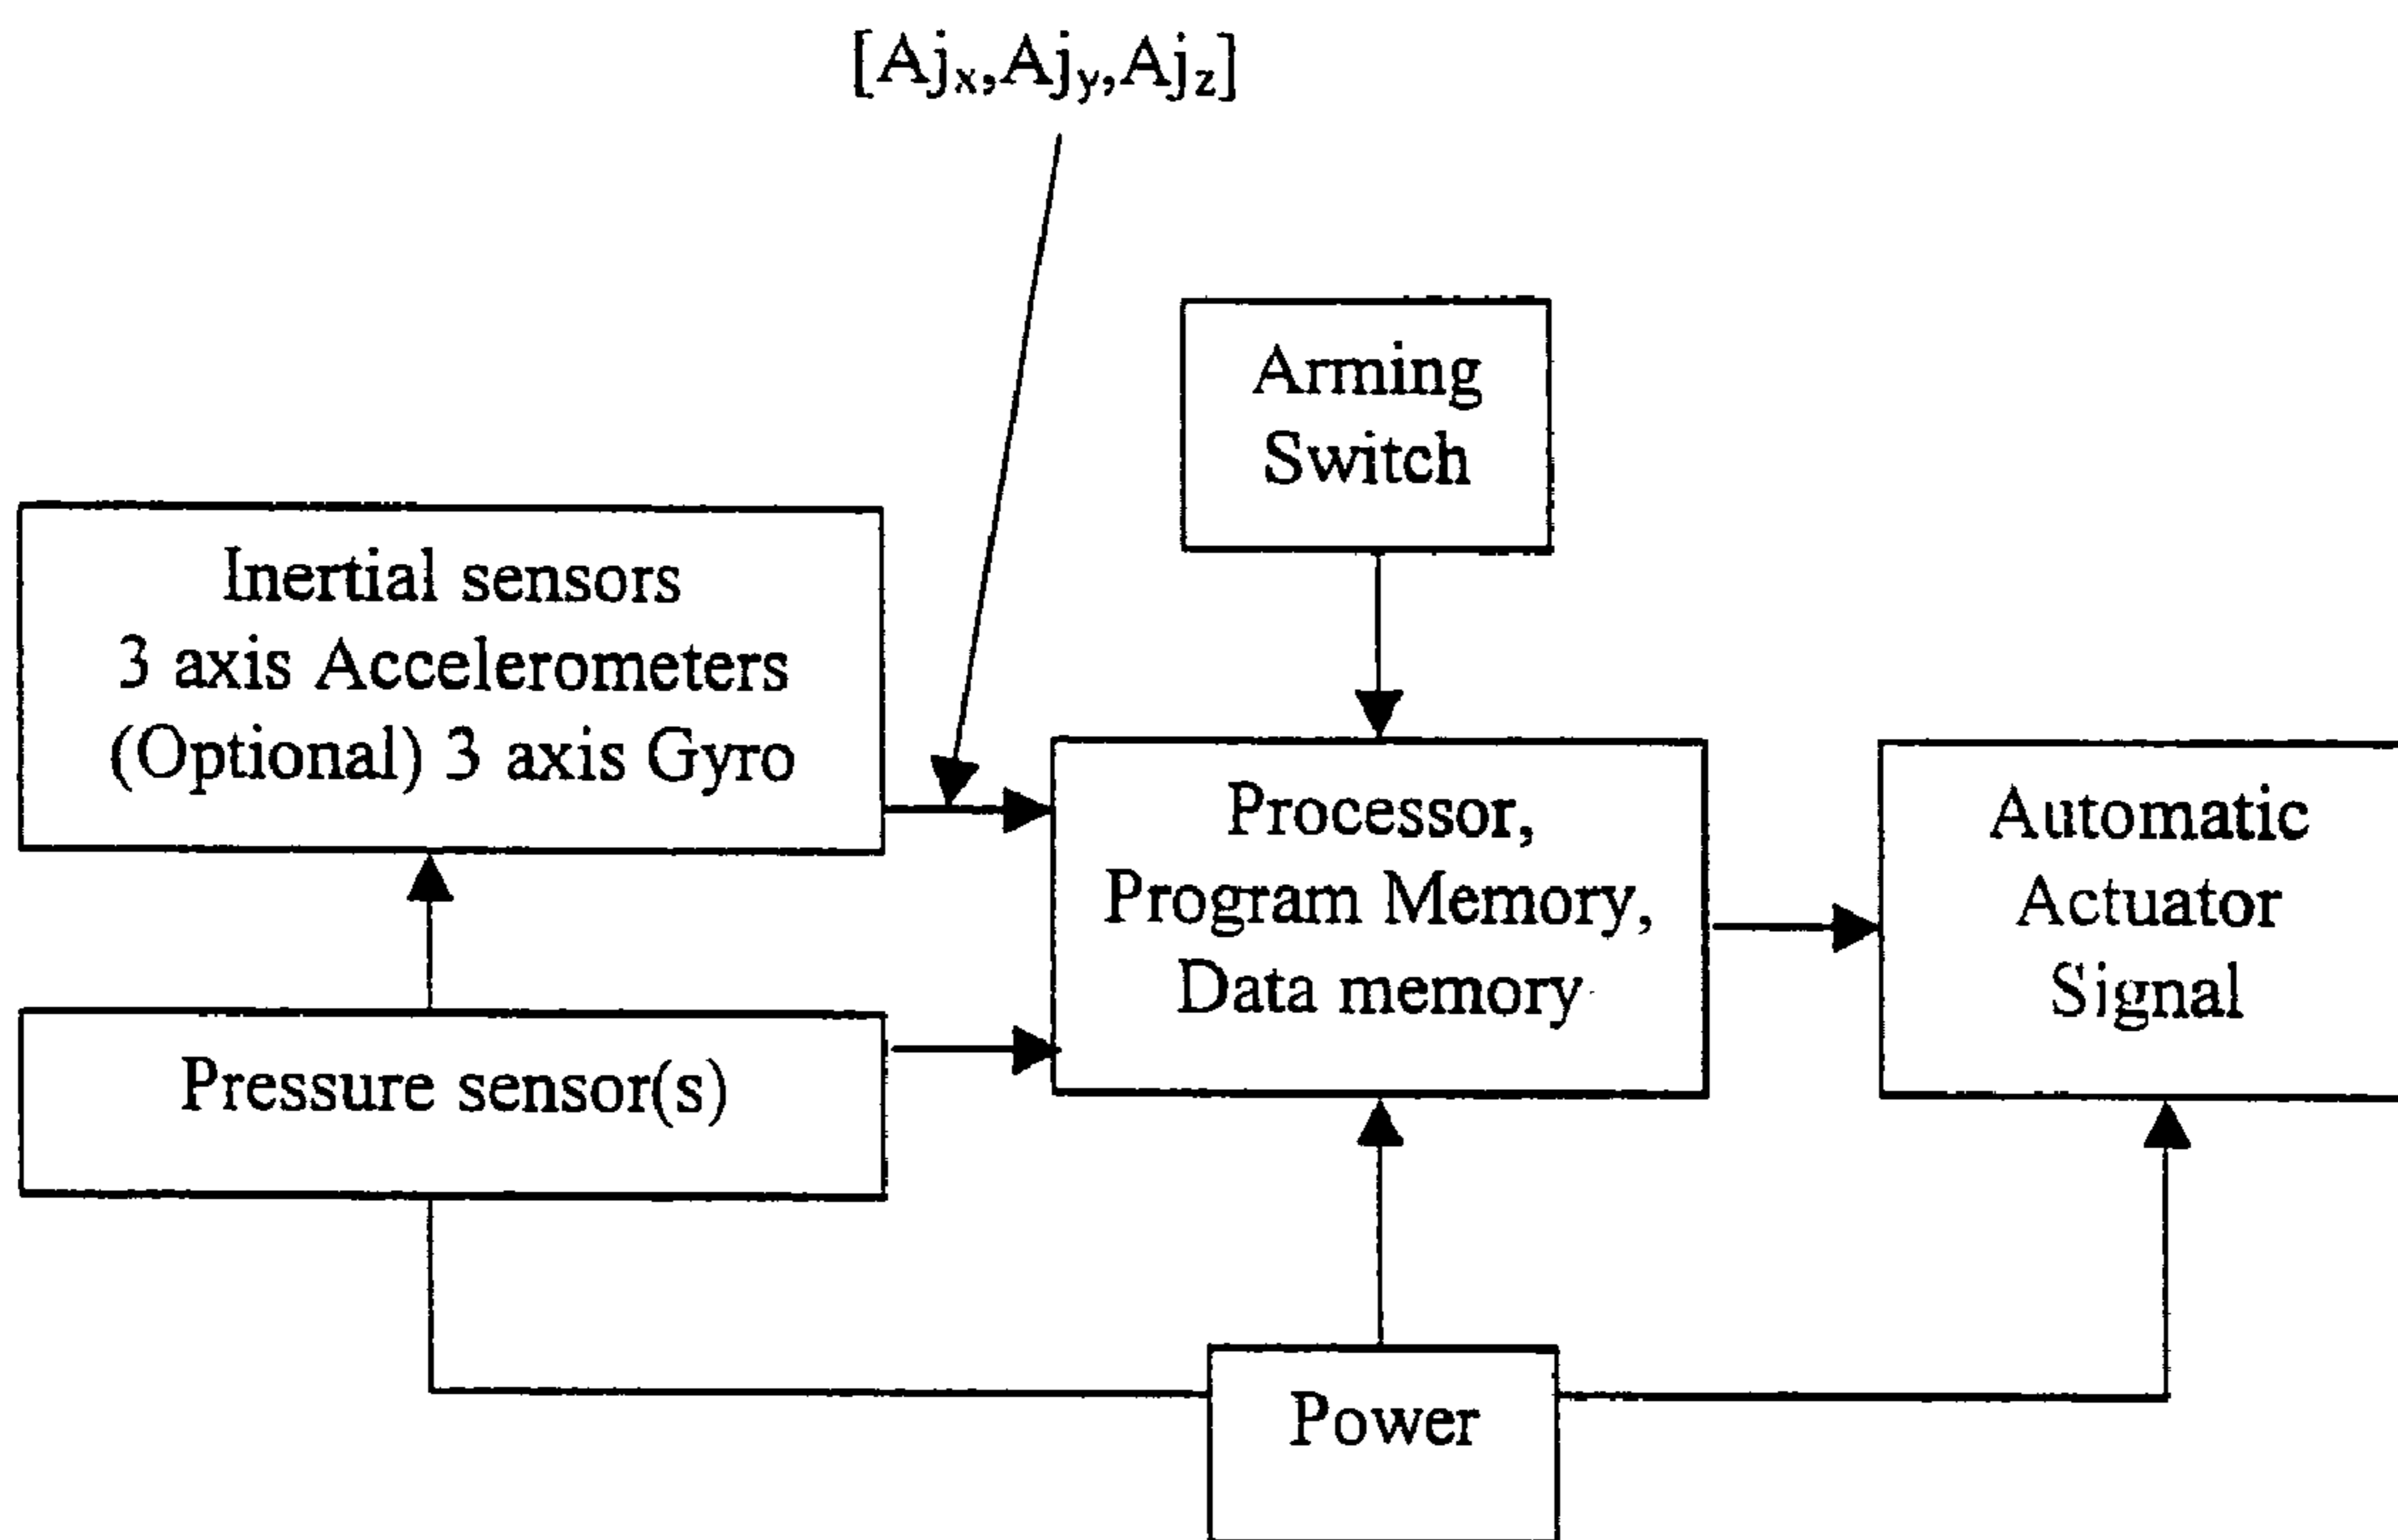 [Ajx,Ajy,Ajz]
Arming
Switch
Inertial sensors
3 axis Accelerometers
(Optional) 3 axis Gyro
Processor,
Program Memory,
Data memory
Automatic
Actuator
Signal
Pressure sensor(s)
Power